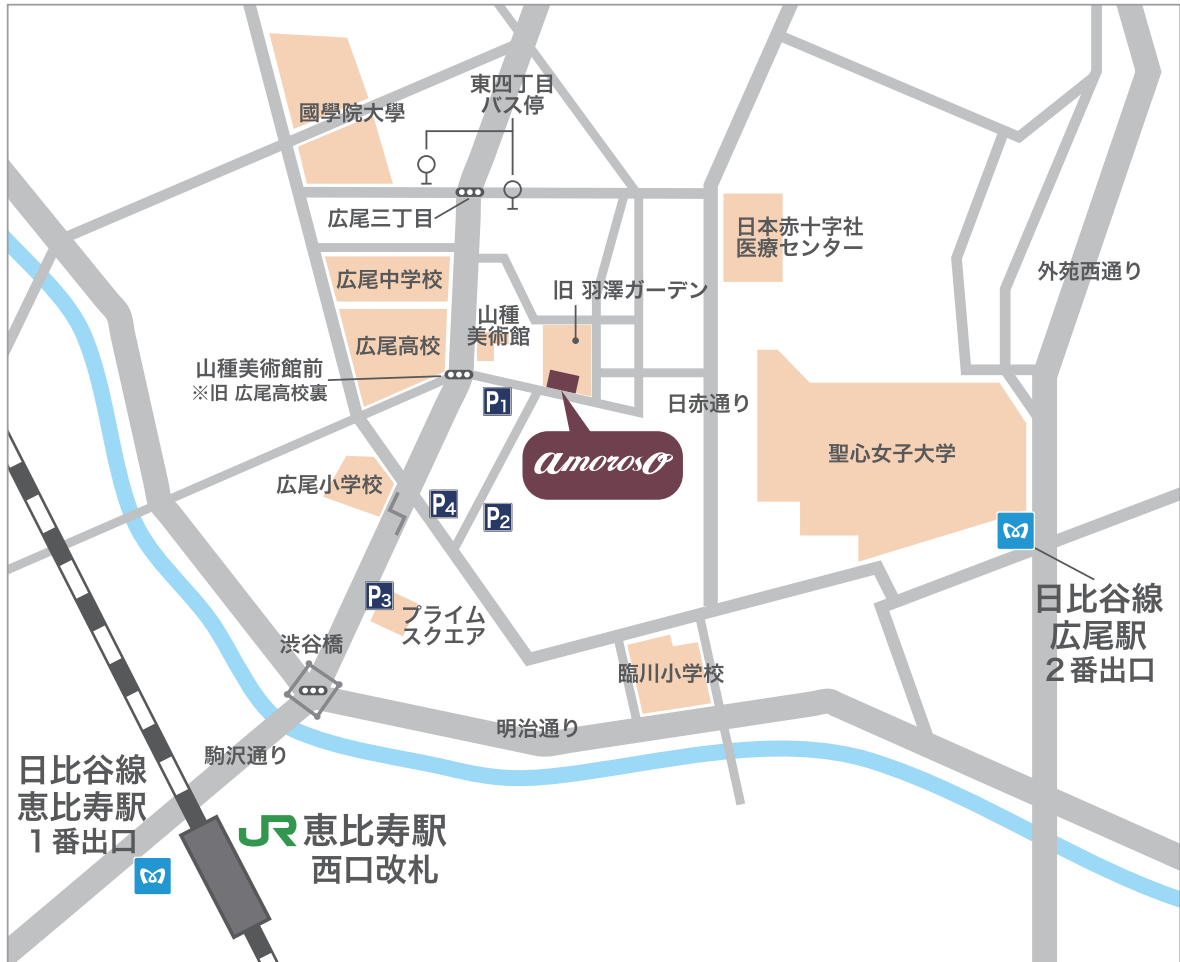 東四丁目
バス停
國學院大學
広尾三丁目
日本赤十字社
医療センター
外苑西通り
広尾中学校
旧 羽澤ガーデン
山種
美術館
広尾高校
山種美術館前
※旧 広尾高校裏
P1
日赤通り
amoroso
聖心女子大学
広尾小学校
P4
P2
P3
プライム
スクエア
日比谷線
広尾駅
2番出口
渋谷橋
臨川小学校
明治通り
駒沢通り
日比谷線
恵比寿駅
1番出口
JR 恵比寿駅
西口改札